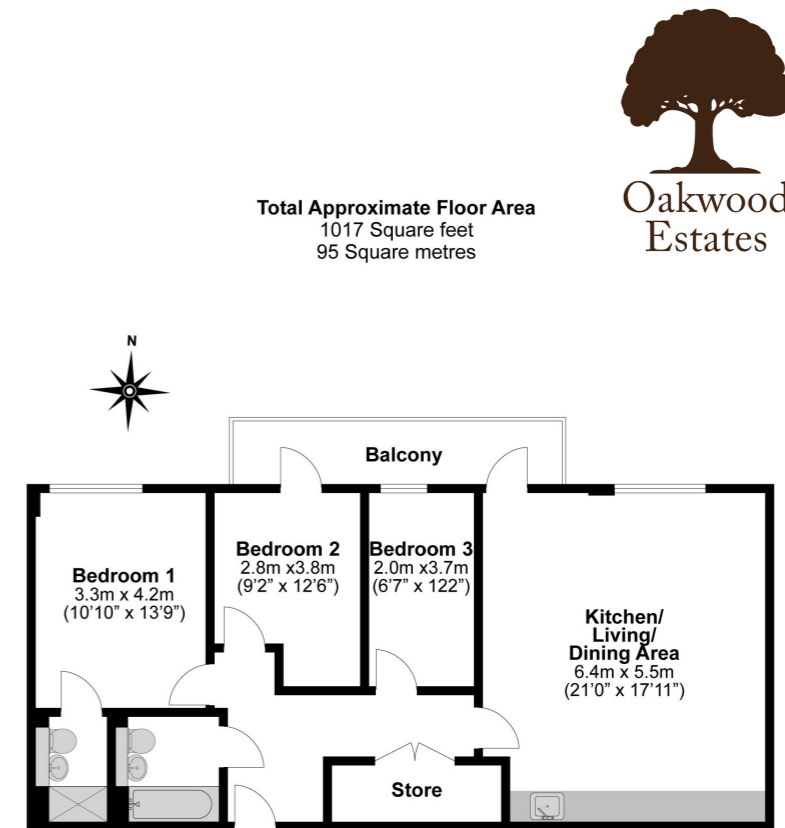 Oakwood
Estates
Total Approximate Floor Area
1017 Square feet
95 Square metres
N
Balcony
Bedroom 1
3.3m x 4.2m
(10'10” x 13'9”)
Bedroom 2
2.8m x3.8m
(9'2” x 12'6”)
Bedroom 3
2.0m x3.7m
(6'7” x 122”)
Kitchen/
Living/
Dining Area
6.4m x 5.5m
(21'0” x 17'11”)
Store